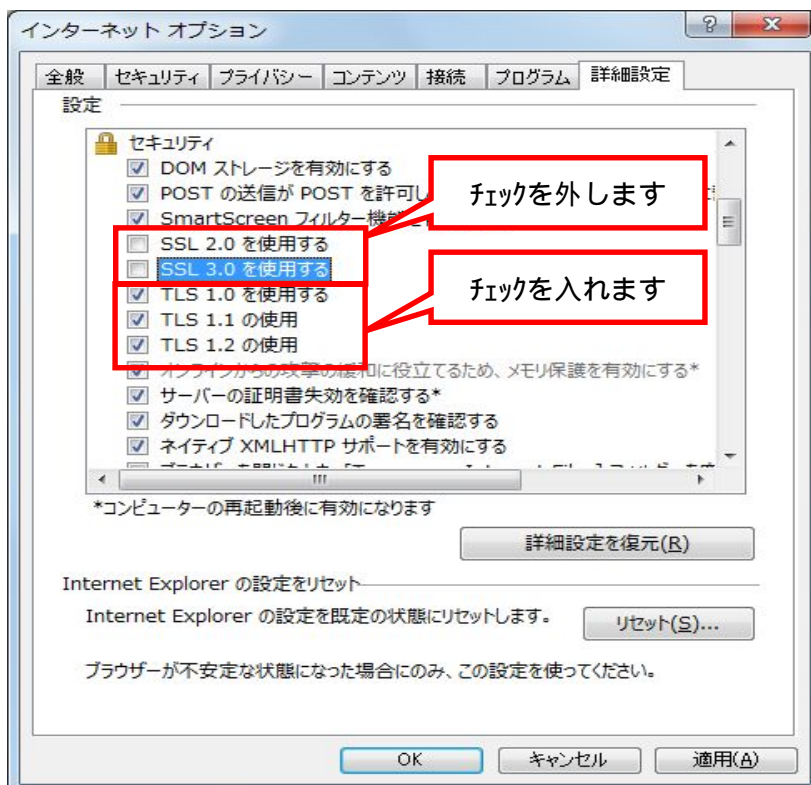 インターネット オプション
全般 セキュリティ プライバシー コンテンツ 接続 プログラム 詳細設定
設定
セキュリティ
DOM ストレージを有効にする
POST の送信が POST を許可し
SmartScreen フィルター機能
SSL 2.0 を使用する
SSL 3.0 を使用する
チェックを外します
TLS 1.0 を使用する
TLS 1.1 の使用
TLS 1.2 の使用
チェックを入れます
オンラインからの攻撃の緩和に役立てるため、メモリ保護を有効にする*
サーバーの証明書失効を確認する*
ダウンロードしたプログラムの署名を確認する
ネイティブ XMLHTTP サポートを有効にする
*コンピューターの再起動後に有効になります
詳細設定を復元(R)
Internet Explorer の設定をリセット
Internet Explorer の設定を既定の状態にリセットします。
リセット(S)...
ブラウザーが不安定な状態になった場合にのみ、この設定を使ってください。
OK キャンセル 適用(A)